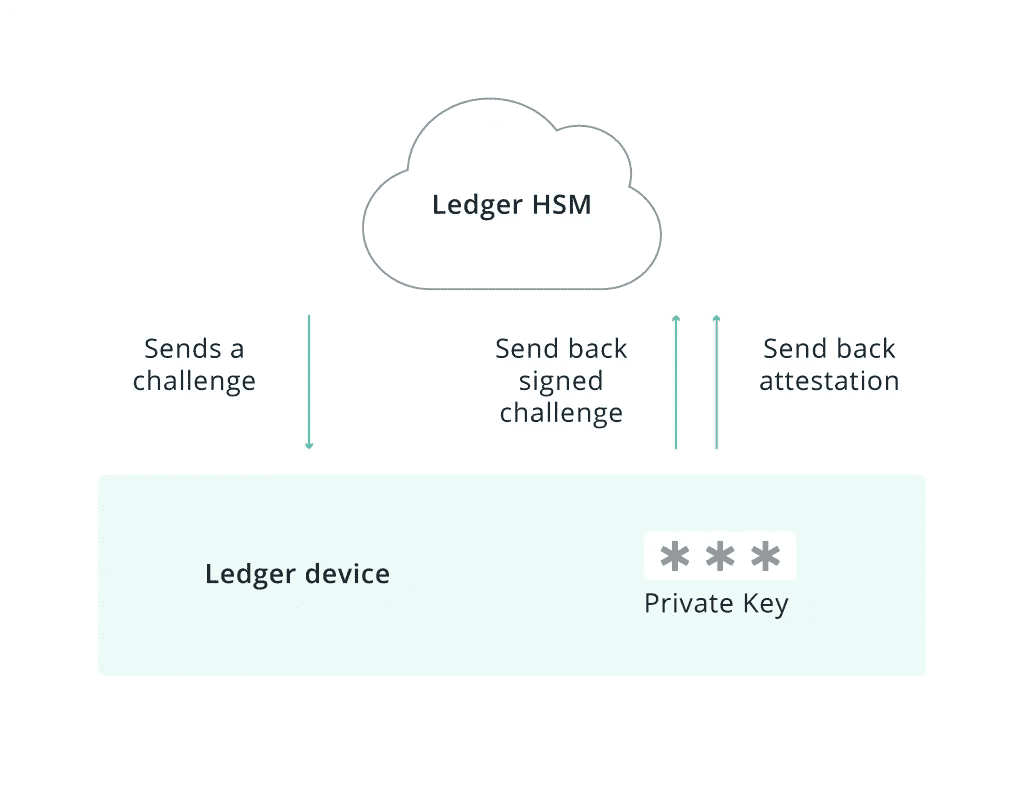 Ledger HSM
Sends a
challenge
Send back
signed
challenge
Send back
attestation
Ledger device
***
Private Key